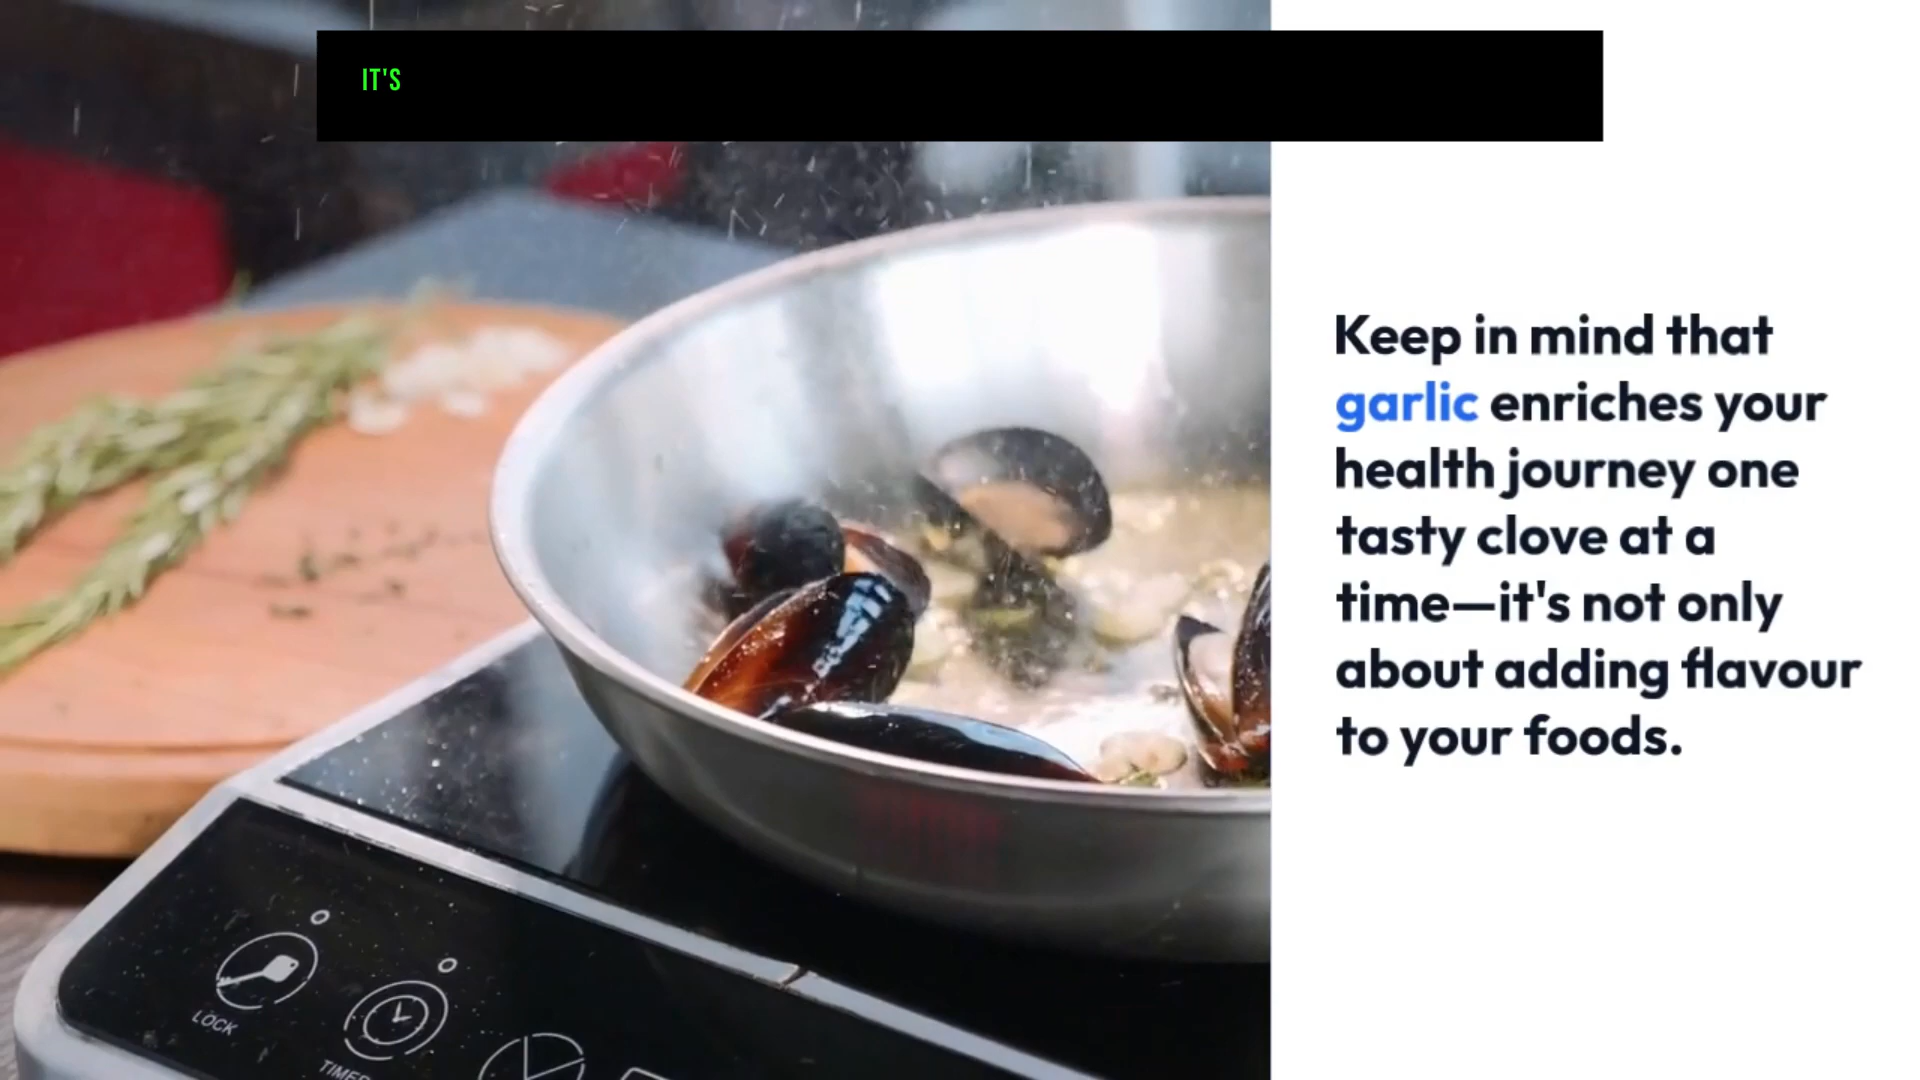 IT'S
Keep in mind that
garlic enriches your
health journey one
tasty clove at a
time—it's not only
about adding flavour
to your foods.
LOCK
TIMER